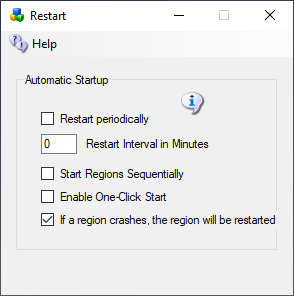 Restart
Help
Automatic Startup
Restart periodically
0 Restart Interval in Minutes
Start Regions Sequentially
Enable One-Click Start
If a region crashes, the region will be restarted